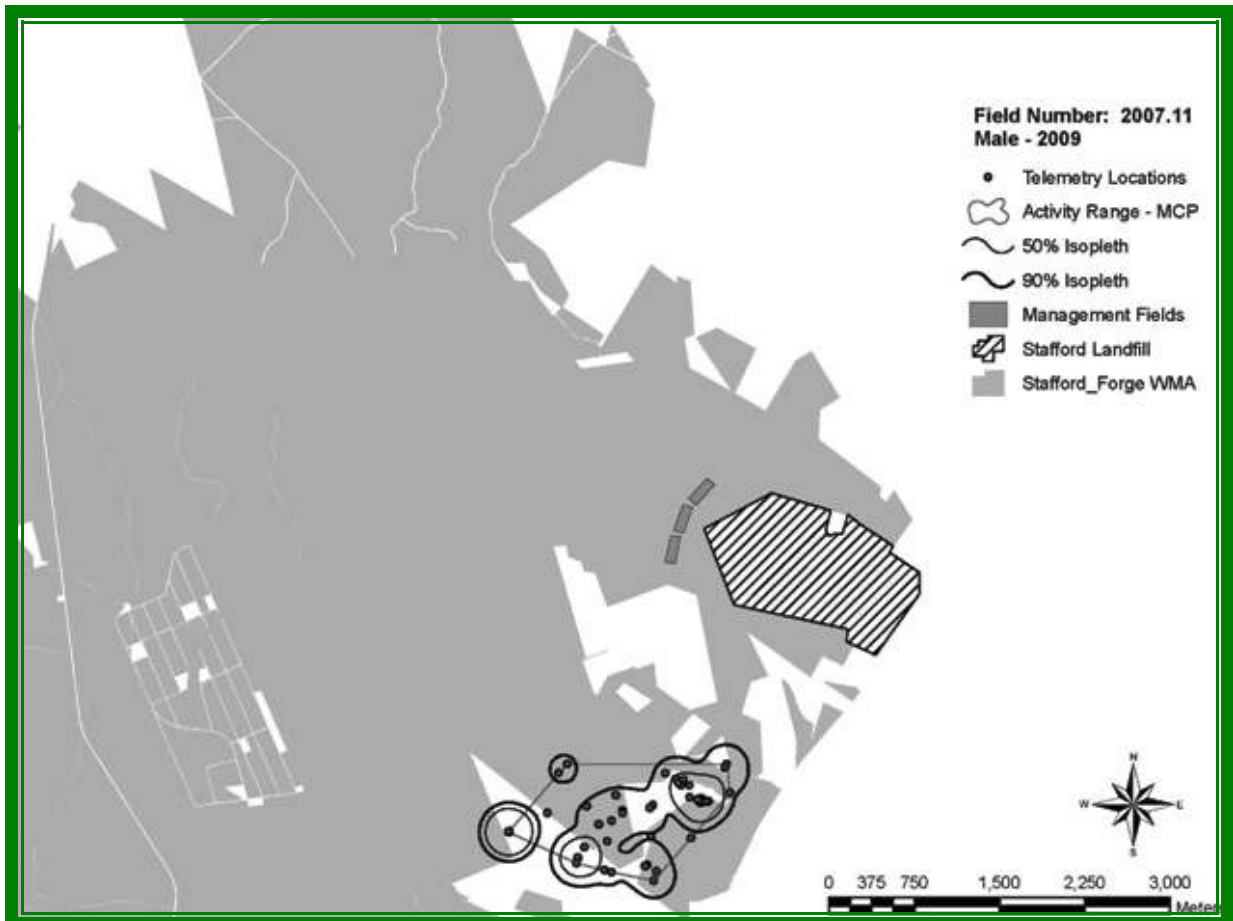 Field Number: 2007.11
Male - 2009
Telemetry Locations
Activity Range - MCP
50% Isopleth
90% Isopleth
Management Fields
Stafford Landfill
Stafford_Forge WMA
N
W E
S
0 375 750 1,500 2,250 3,000
Meters